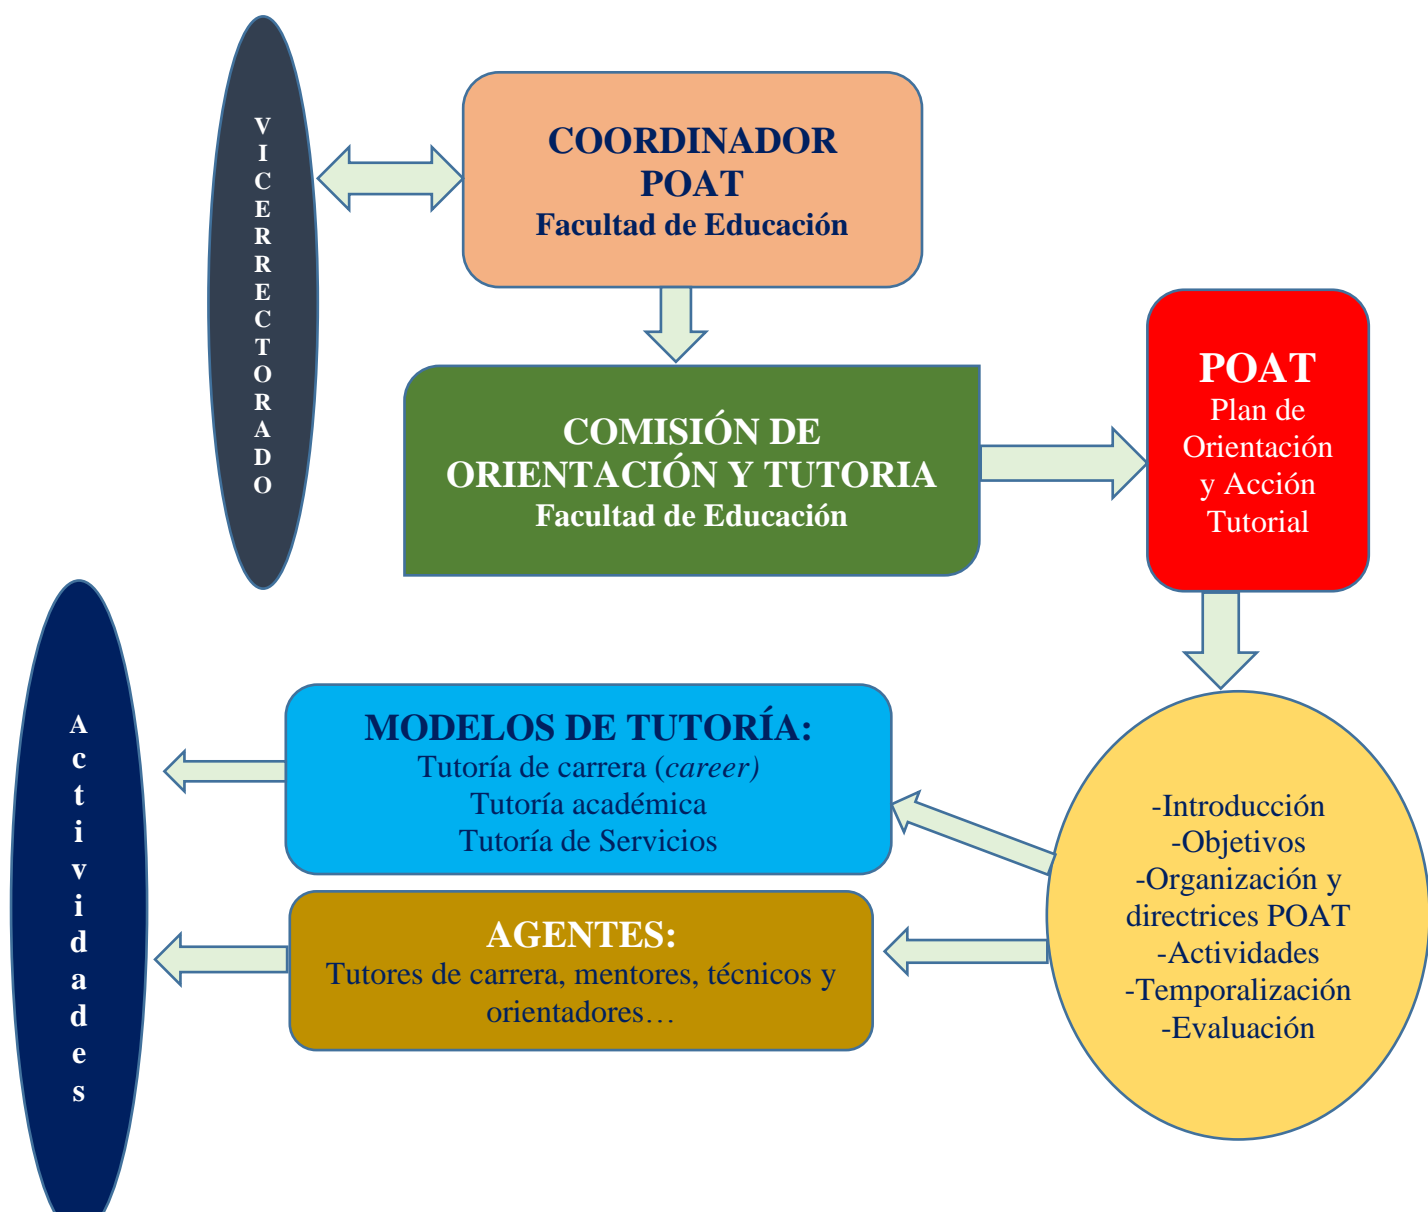 VICERRECTORADO
COORDINADOR
POAT
Facultad de Educación
COMISIÓN DE
ORIENTACIÓN Y TUTORIA
Facultad de Educación
POAT
Plan de
Orientación
y Acción
Tutorial
-Introducción
-Objetivos
-Organización y
directrices POAT
-Actividades
-Temporalización
-Evaluación
MODELOS DE TUTORÍA:
Tutoría de carrera (career)
Tutoría académica
Tutoría de Servicios
AGENTES:
Tutores de carrera, mentores, técnicos y
orientadores…
Actividades